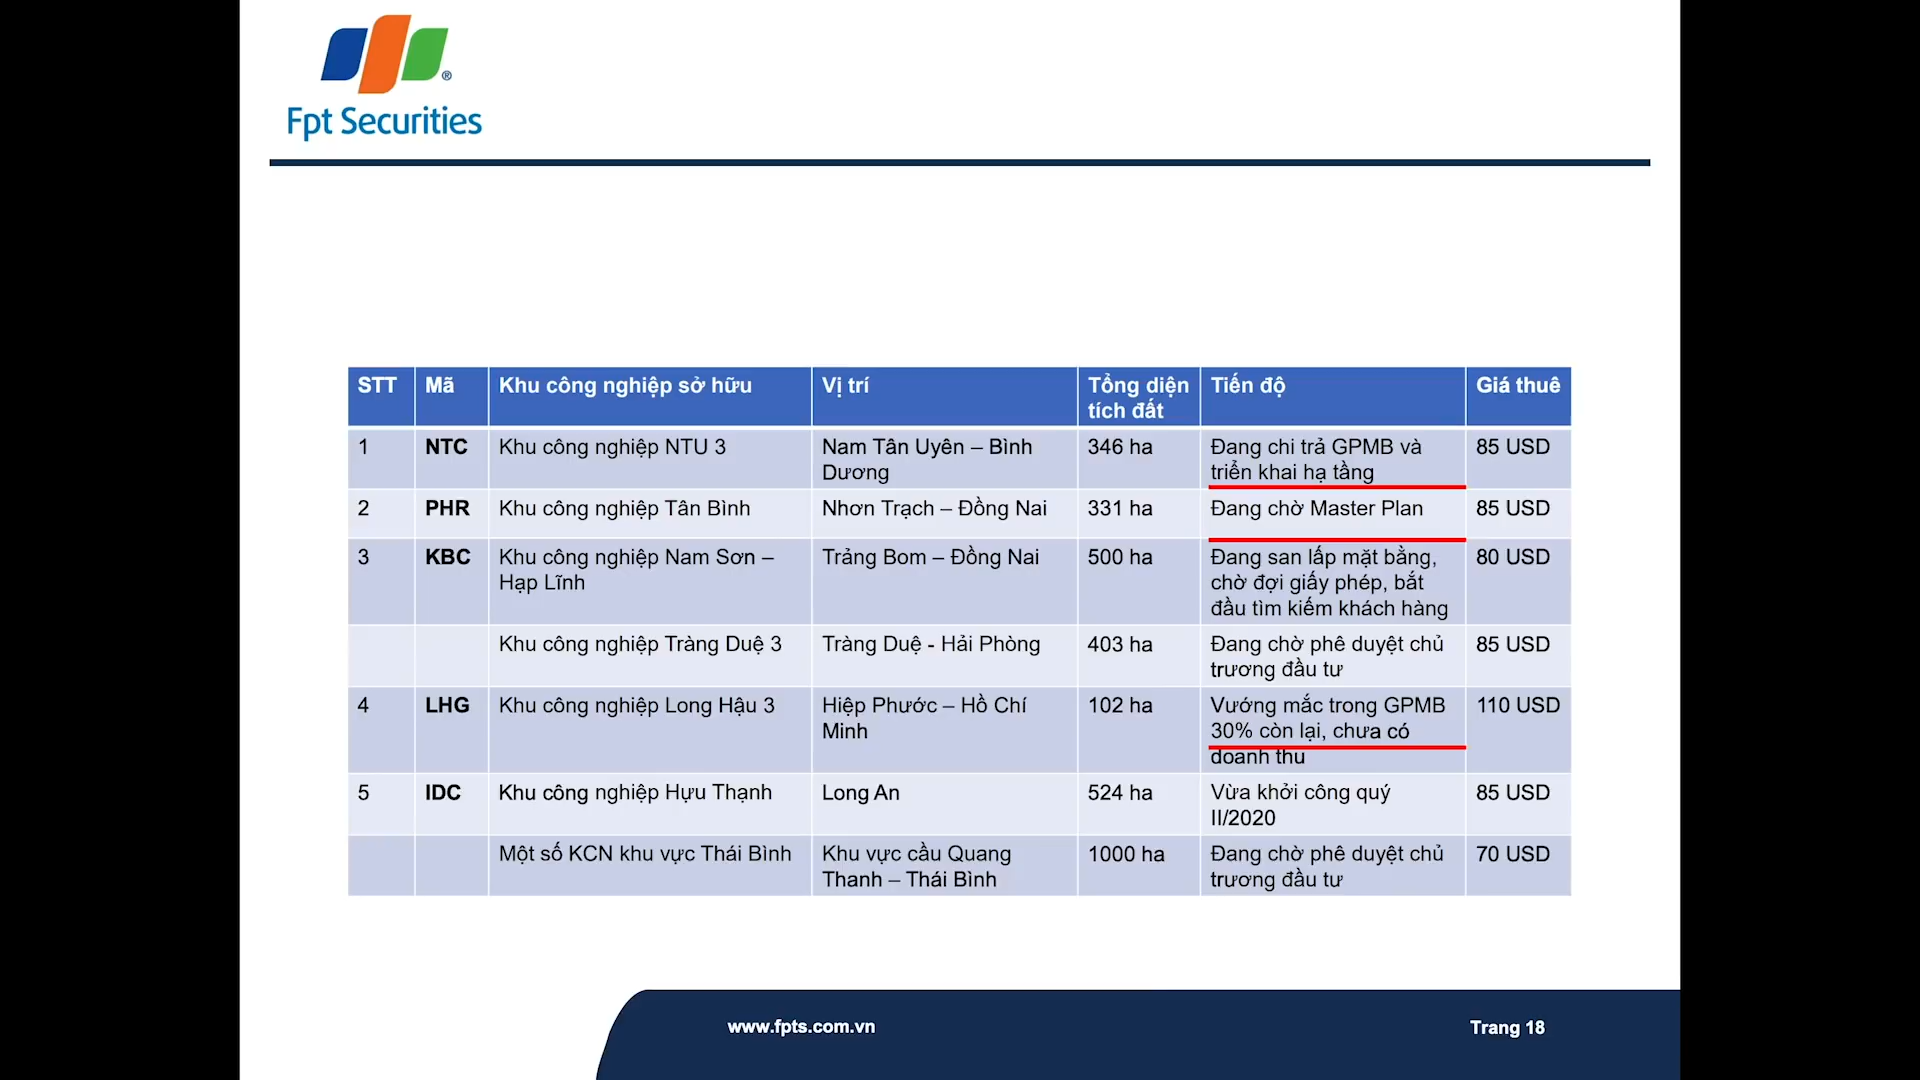 Fpt Securities
STT Mã Khu công nghiệp sở hữu Vị trí Tổng diện tích đất Tiến độ Giá thuê
1 NTC Khu công nghiệp NTU 3 Nam Tân Uyên – Bình Dương 346 ha Đang chi trả GPMB và triển khai hạ tầng 85 USD
2 PHR Khu công nghiệp Tân Bình Nhơn Trạch – Đồng Nai 331 ha Đang chờ Master Plan 85 USD
3 KBC Khu công nghiệp Nam Sơn – Hạp Lĩnh Trảng Bom – Đồng Nai 500 ha Đang san lấp mặt bằng, chờ đợi giấy phép, bắt đầu tìm kiếm khách hàng 80 USD
Khu công nghiệp Tràng Duệ 3 Tràng Duệ - Hải Phòng 403 ha Đang chờ phê duyệt chủ trương đầu tư 85 USD
4 LHG Khu công nghiệp Long Hậu 3 Hiệp Phước – Hồ Chí Minh 102 ha Vướng mắc trong GPMB 30% còn lại, chưa có doanh thu 110 USD
5 IDC Khu công nghiệp Hựu Thạnh Long An 524 ha Vừa khởi công quý II/2020 85 USD
Một số KCN khu vực Thái Bình Khu vực cầu Quang Thanh – Thái Bình 1000 ha Đang chờ phê duyệt chủ trương đầu tư 70 USD
www.fpts.com.vn
Trang 18